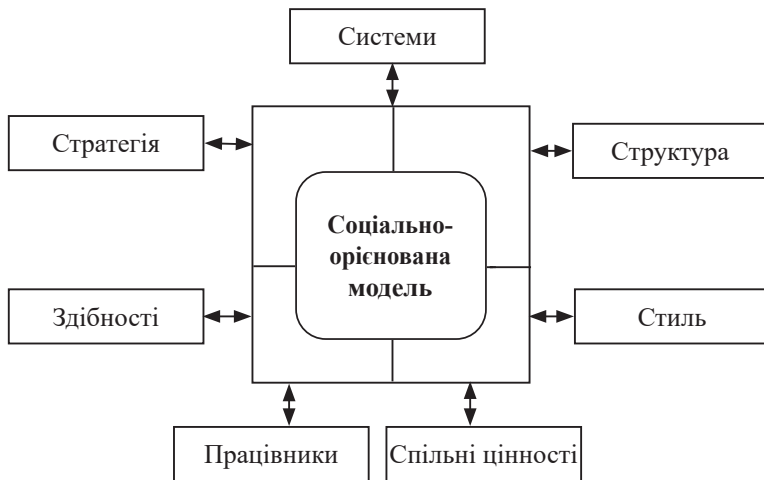 Системи
Стратегія
Структура
Соціально-
орієнована
модель
Здібності
Стиль
Працівники
Спільні цінності